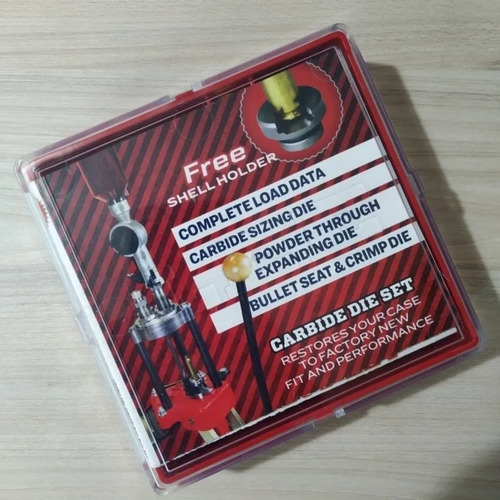 Free
SHELL HOLDER
COMPLETE LOAD DATA
CARBIDE SIZING DIE
POWDER THROUGH
EXPANDING DIE
BULLET SEAT & CRIMP DIE
CARBIDE DIE SET
RESTORES YOUR CASE
TO FACTORY NEW
FIT AND PERFORMANCE